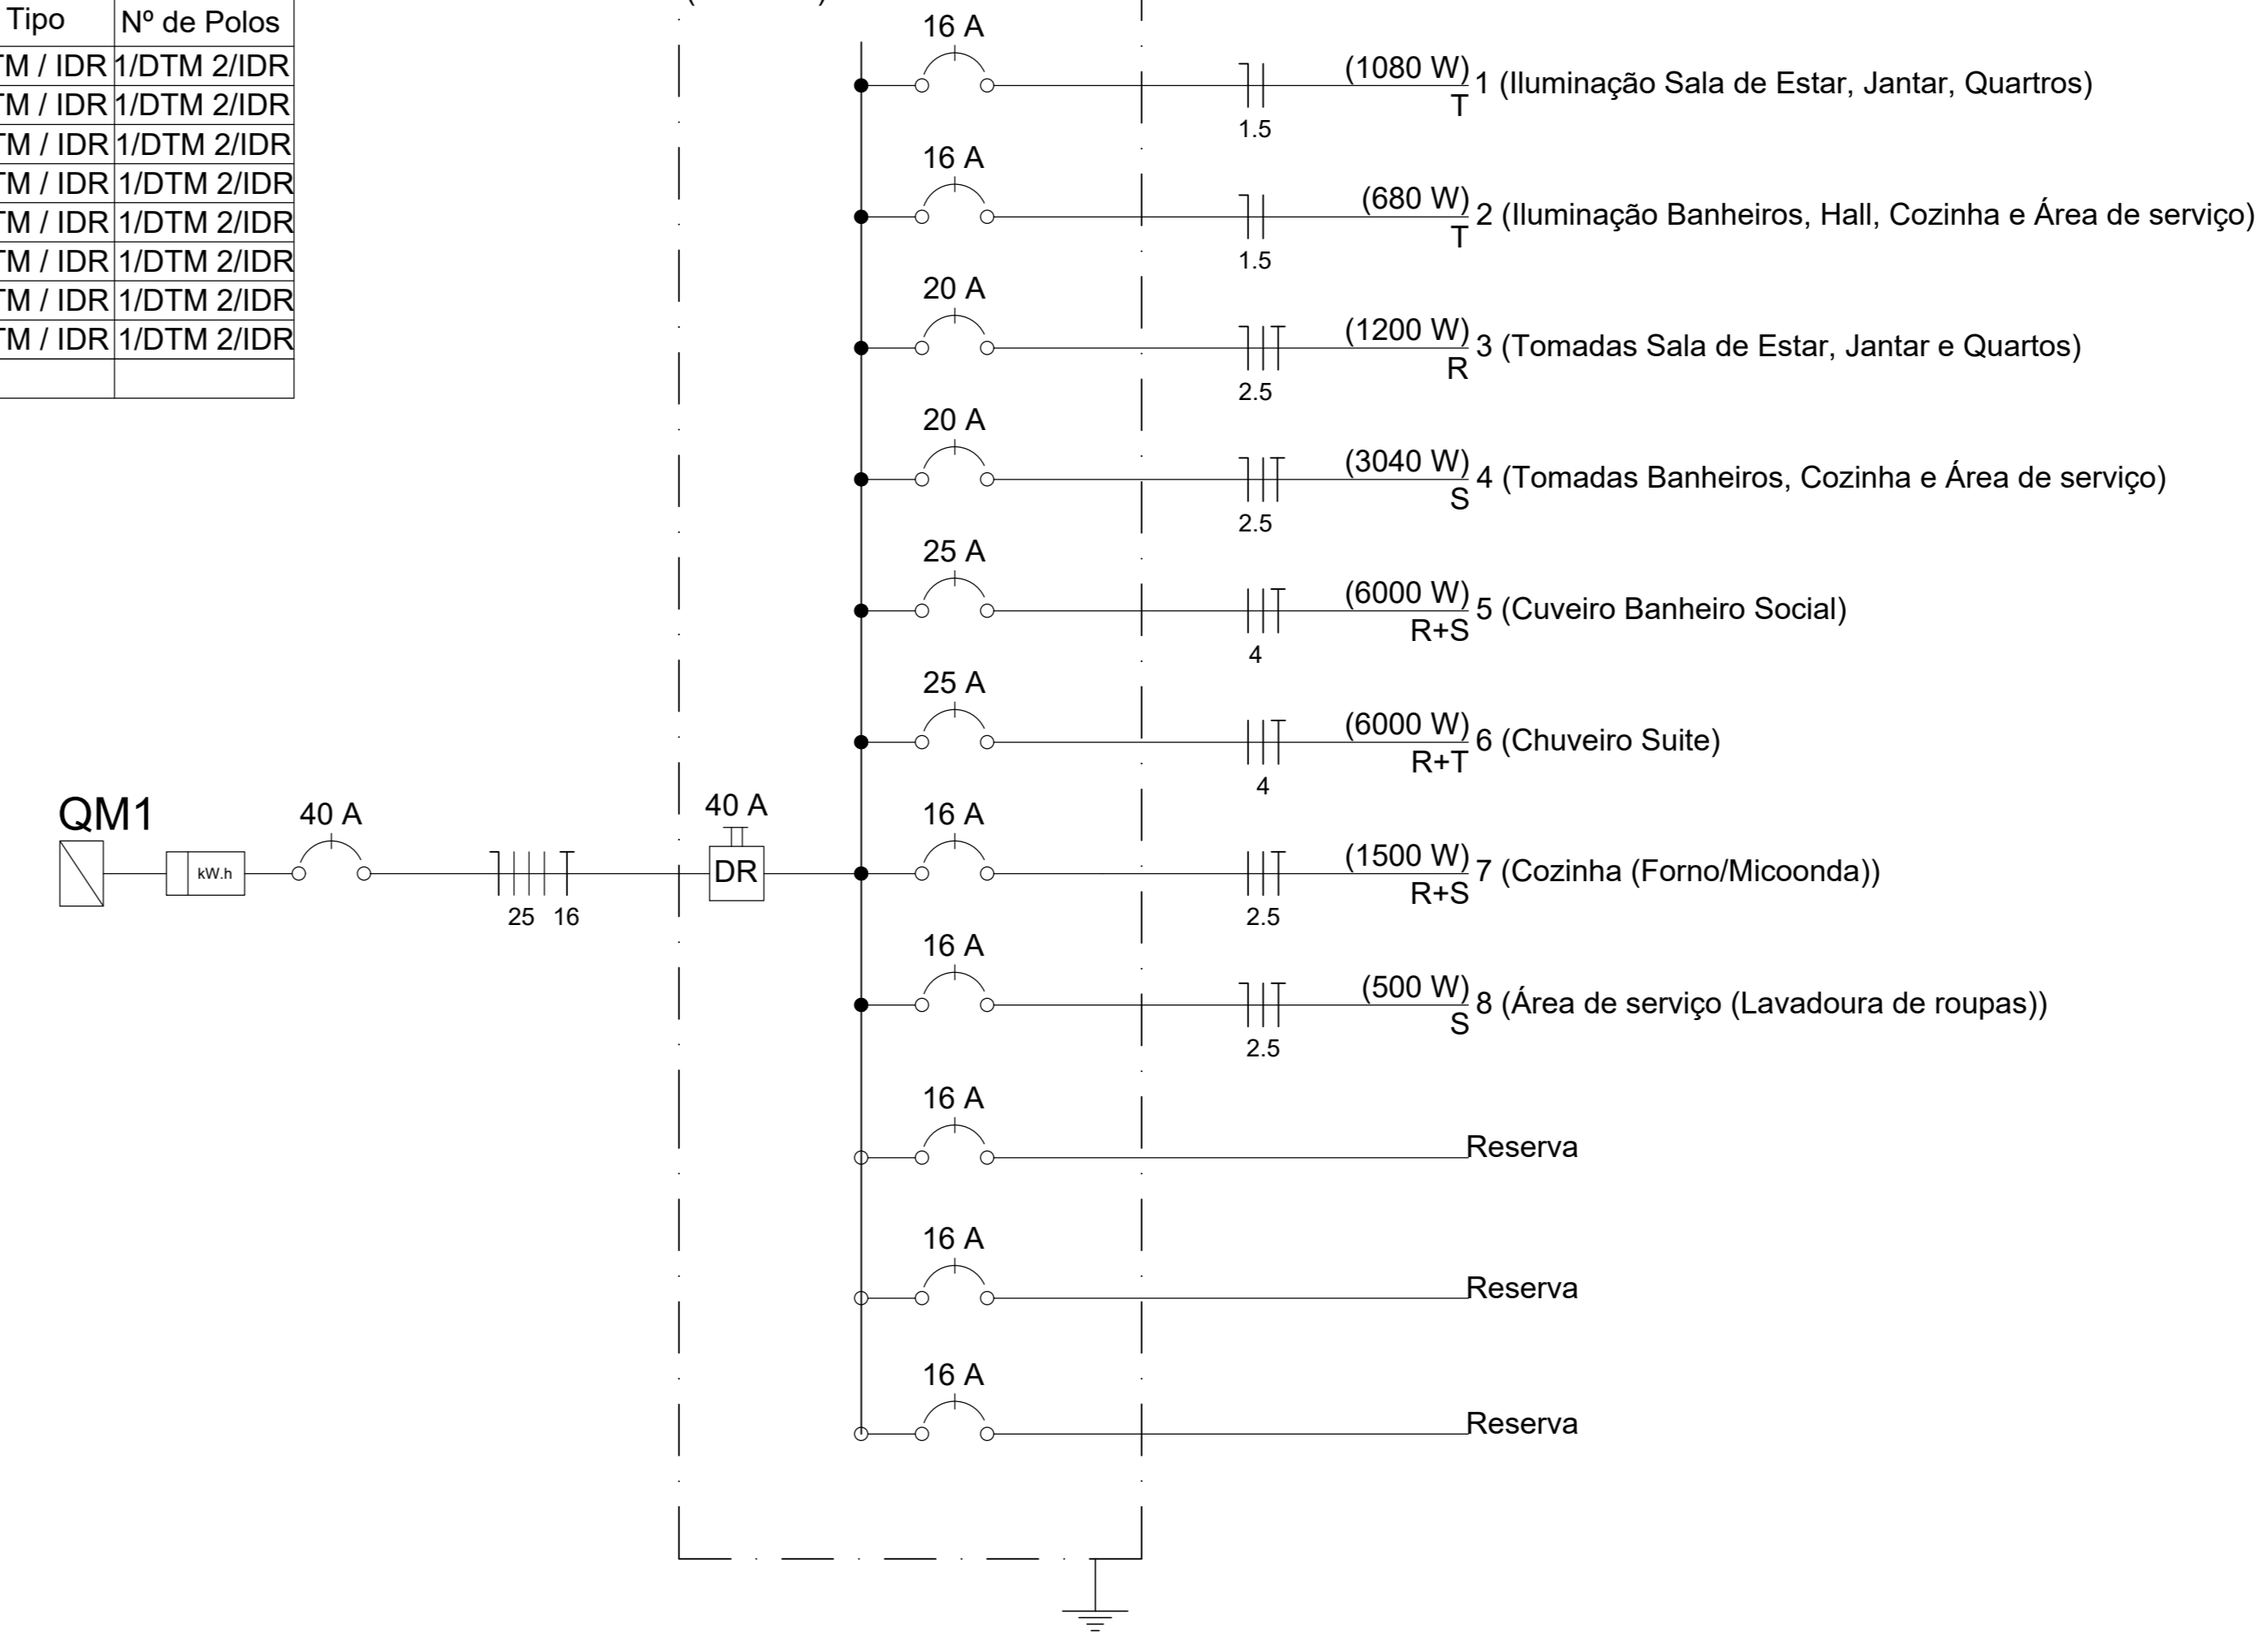 Tipo Nº de Polos
TM / IDR 1/DTM 2/IDR
TM / IDR 1/DTM 2/IDR
TM / IDR 1/DTM 2/IDR
TM / IDR 1/DTM 2/IDR
TM / IDR 1/DTM 2/IDR
TM / IDR 1/DTM 2/IDR
TM / IDR 1/DTM 2/IDR
TM / IDR 1/DTM 2/IDR
QM1
kW.h
40 A
25 16
40 A
DR
16 A
1.5
(1080 W)
T
1 (Iluminação Sala de Estar, Jantar, Quartros)
16 A
1.5
(680 W)
T
2 (Iluminação Banheiros, Hall, Cozinha e Área de serviço)
20 A
2.5
(1200 W)
R
3 (Tomadas Sala de Estar, Jantar e Quartos)
20 A
2.5
(3040 W)
S
4 (Tomadas Banheiros, Cozinha e Área de serviço)
25 A
4
(6000 W)
R+S
5 (Cuveiro Banheiro Social)
25 A
4
(6000 W)
R+T
6 (Chuveiro Suite)
16 A
2.5
(1500 W)
R+S
7 (Cozinha (Forno/Micoonda))
16 A
2.5
(500 W)
S
8 (Área de serviço (Lavadoura de roupas))
16 A
Reserva
16 A
Reserva
16 A
Reserva